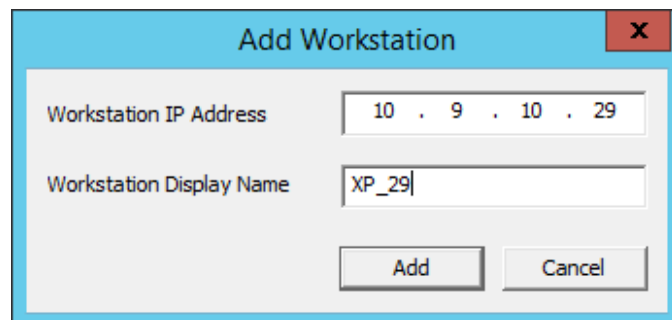 Add Workstation
x
Workstation IP Address 10 . 9 . 10 . 29
Workstation Display Name XP_29
Add Cancel